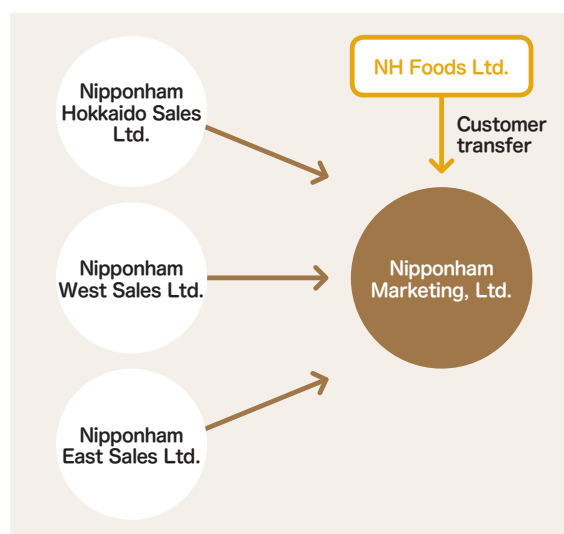 Nipponham
Hokkaido Sales
Ltd.
NH Foods Ltd.
Customer
transfer
Nipponham
West Sales Ltd.
Nipponham
Marketing, Ltd.
Nipponham
East Sales Ltd.